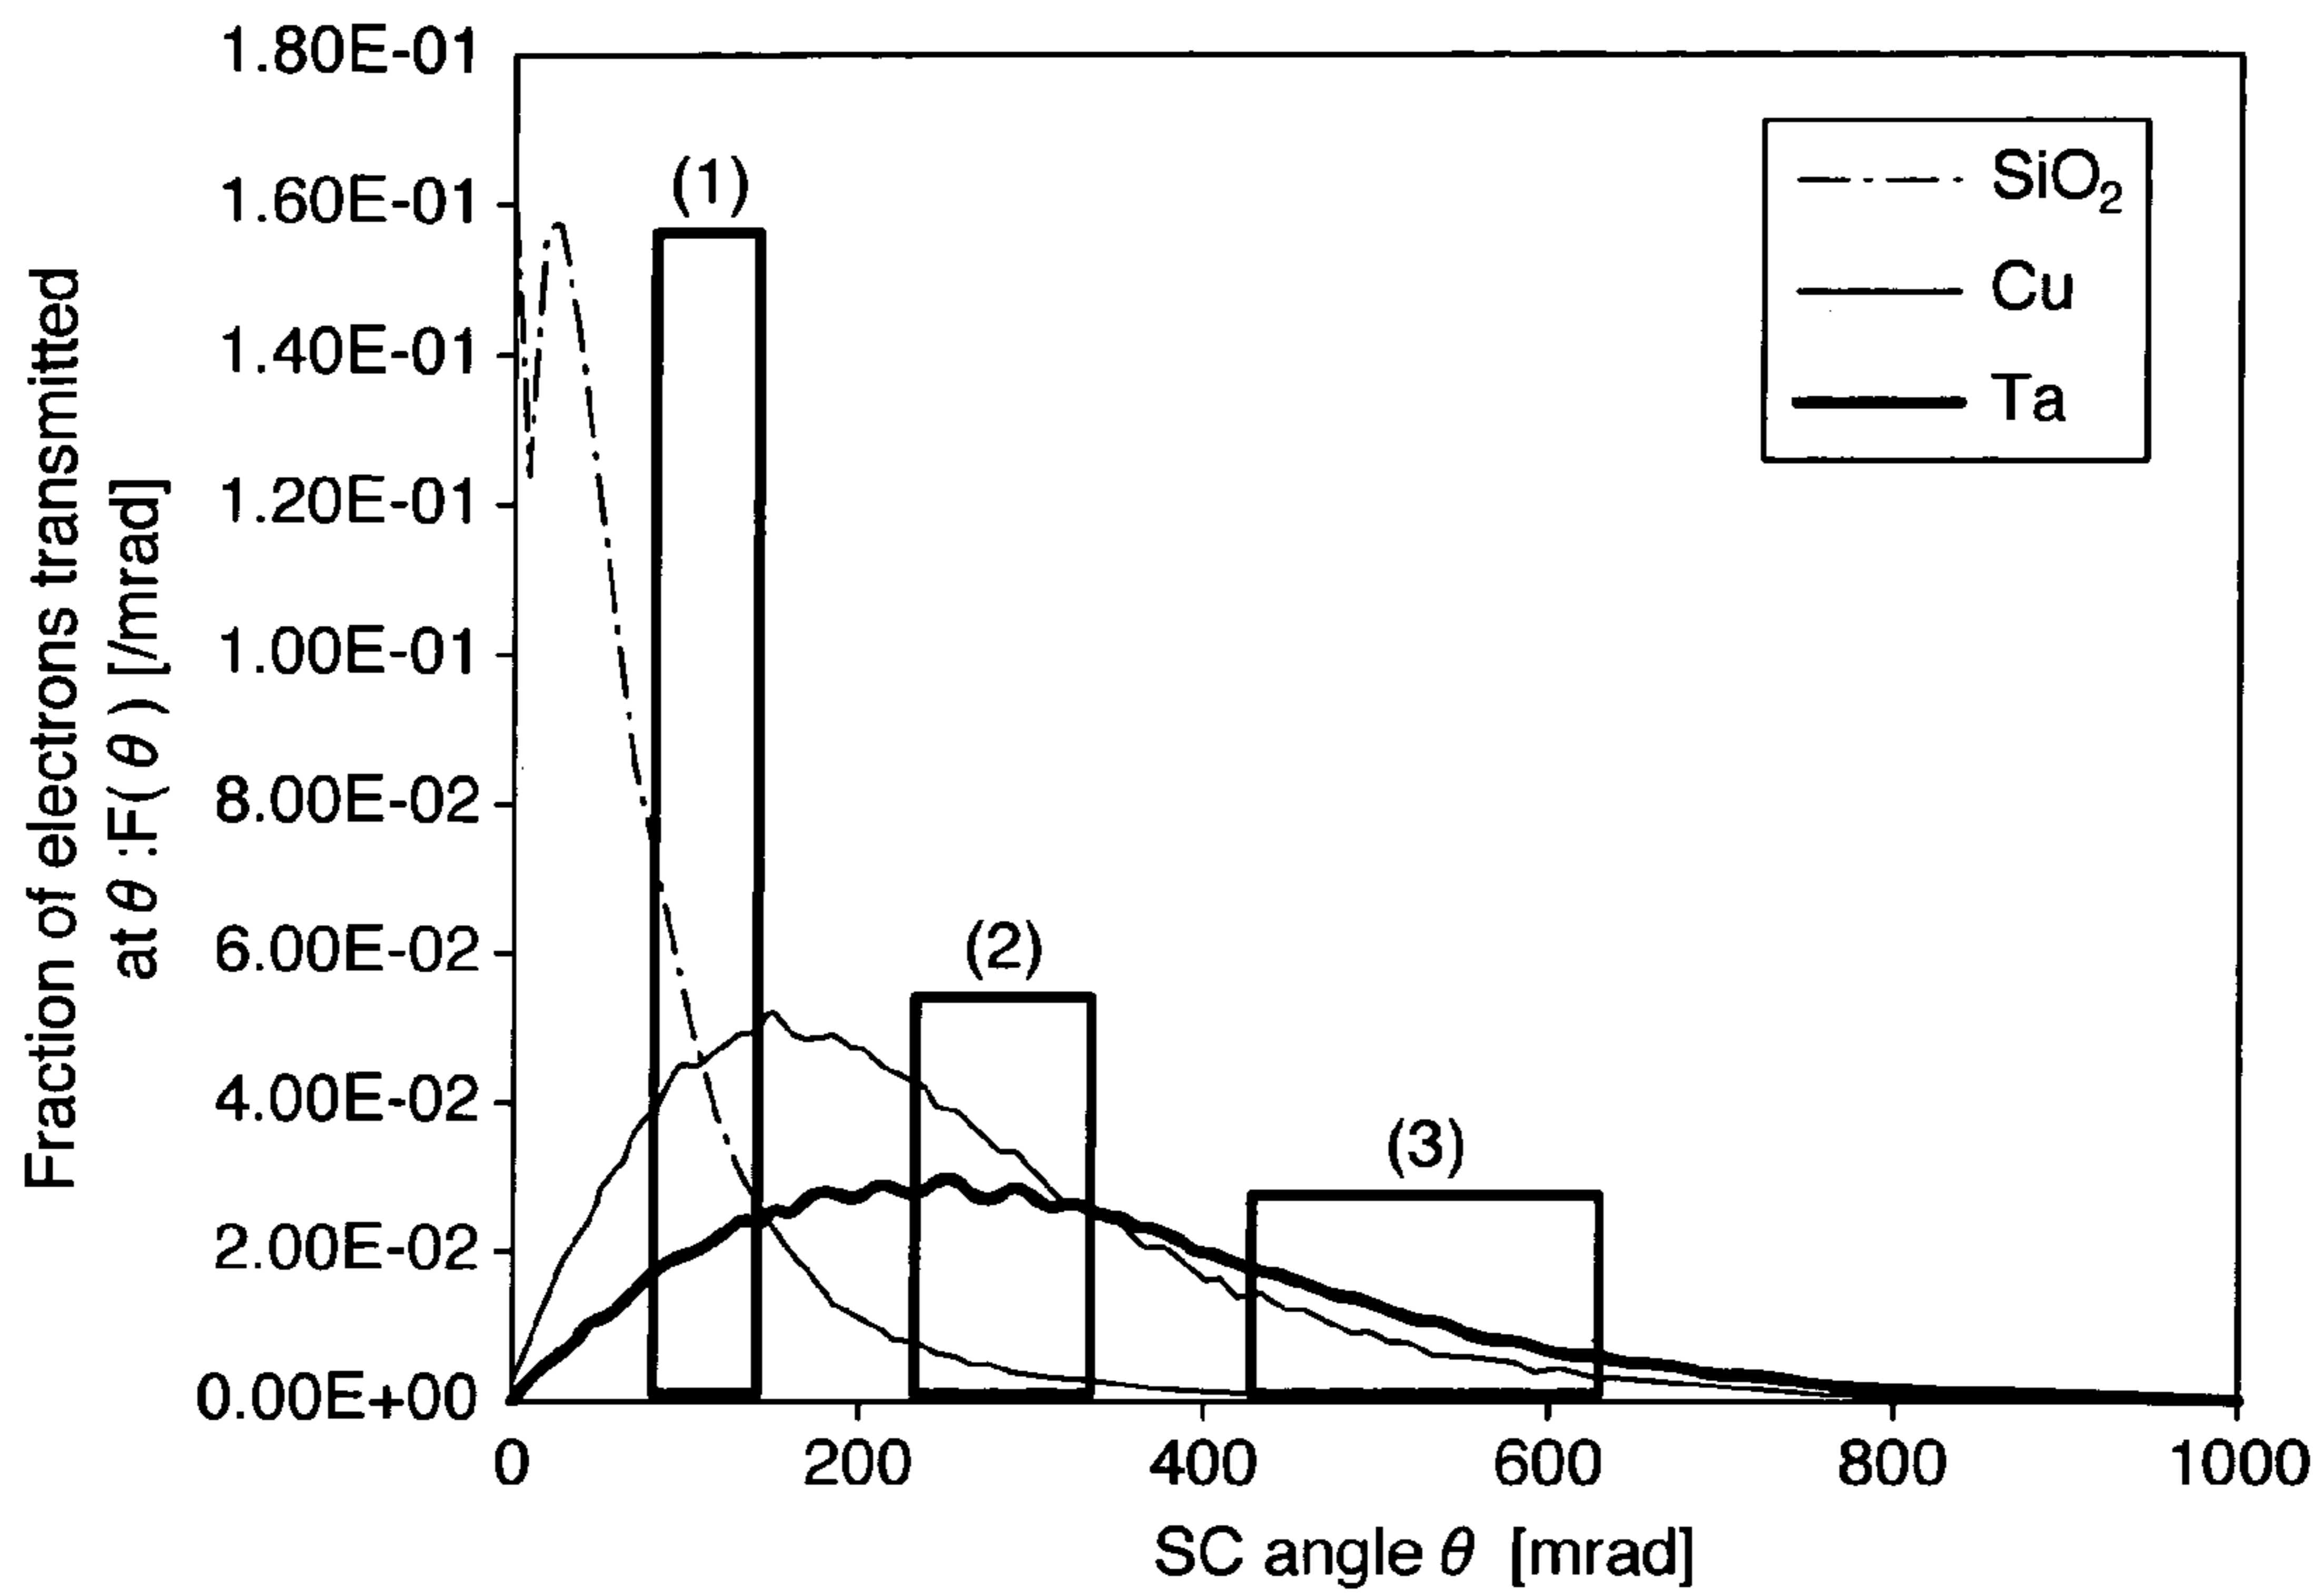 Fraction of electrons transmitted
at θ :F( θ ) [/mrad]
1.80E-01
1.60E-01
1.40E-01
1.20E-01
1.00E-01
8.00E-02
6.00E-02
4.00E-02
2.00E-02
0.00E+00
(1)
(2)
(3)
SiO₂
Cu
Ta
0 200 400 600 800 1000
SC angle θ [mrad]